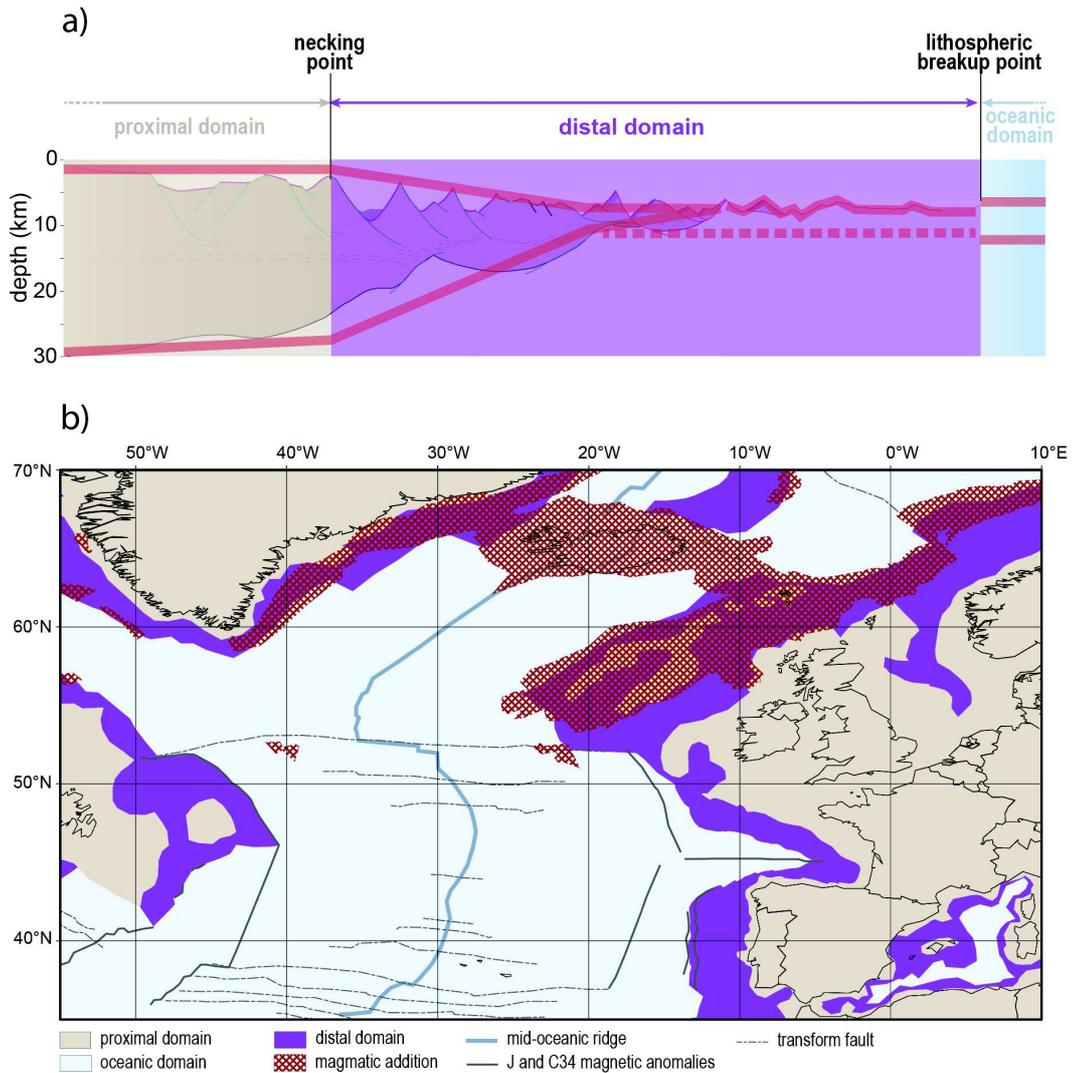 a)
necking
point
lithospheric
breakup point
proximal domain
distal domain
oceanic
domain
0
10
20
30
depth (km)
b)
50°W 40°W 30°W 20°W 10°W 0°W 10°E
70°N
60°N
50°N
40°N
proximal domain distal domain mid-oceanic ridge transform fault
oceanic domain magmatic addition J and C34 magnetic anomalies